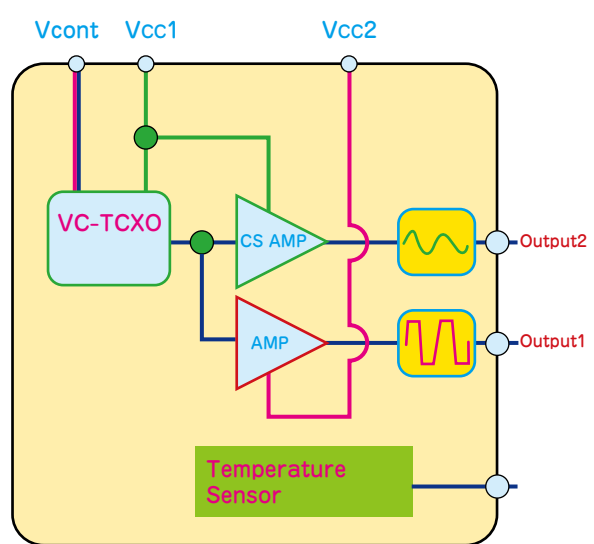 Vcont
Vcc1
Vcc2
VC-TCXO
CS AMP
Output2
AMP
Output1
Temperature
Sensor